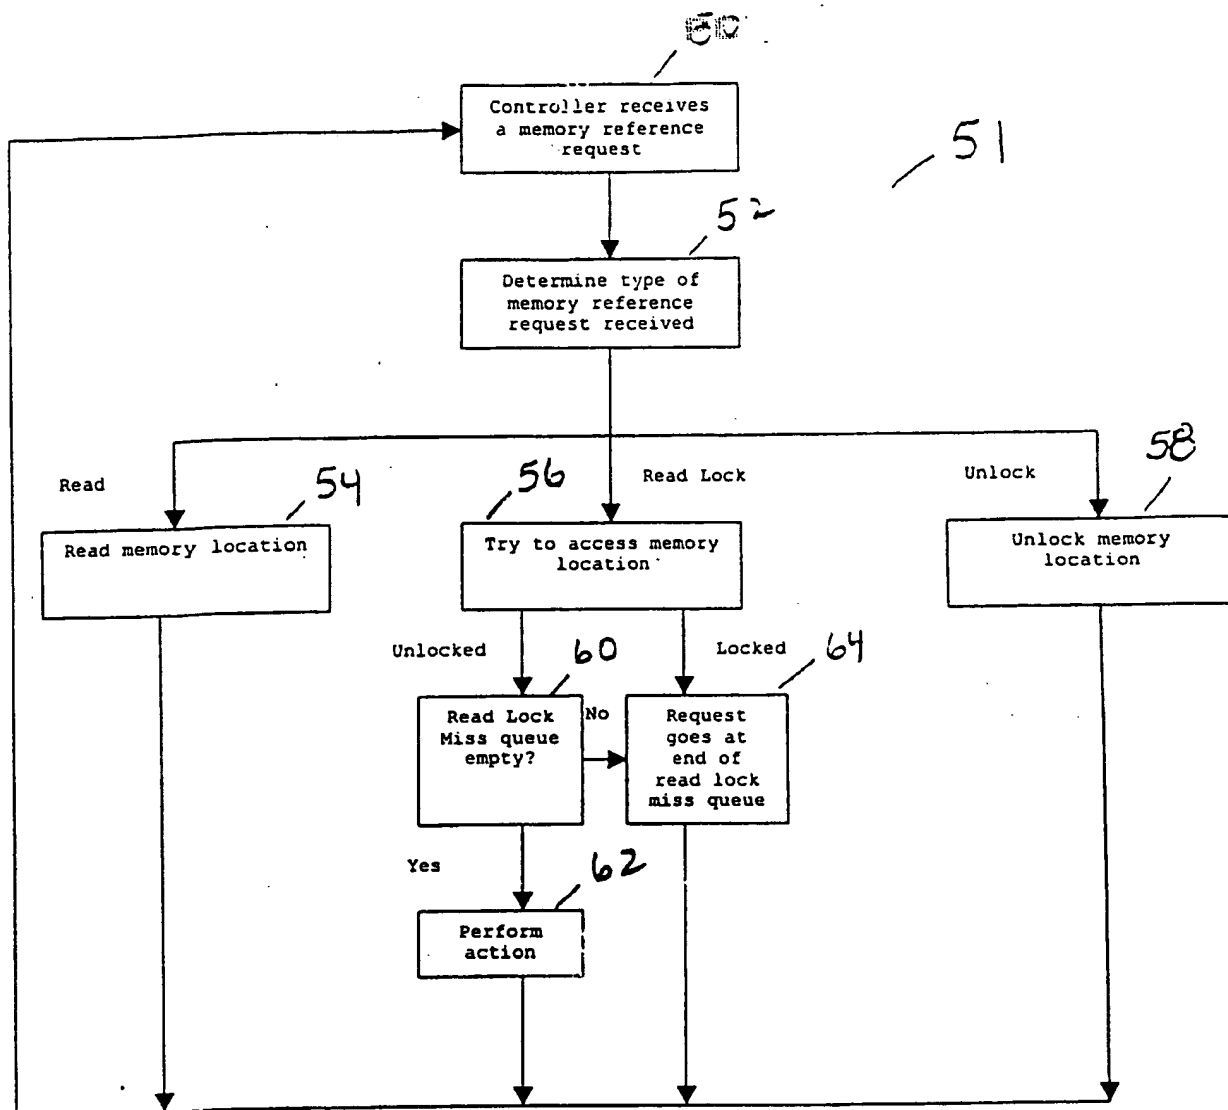 Controller receives
a memory reference
request
51
52
Determine type of
memory reference
request received
Read
54
56
Read Lock
Unlock
58
Read memory location
Try to access memory
location
Unlock memory
location
Unlocked
60
Locked
64
Read Lock
Miss queue
empty?
No
Request
goes at
end of
read lock
miss queue
Yes
62
Perform
action